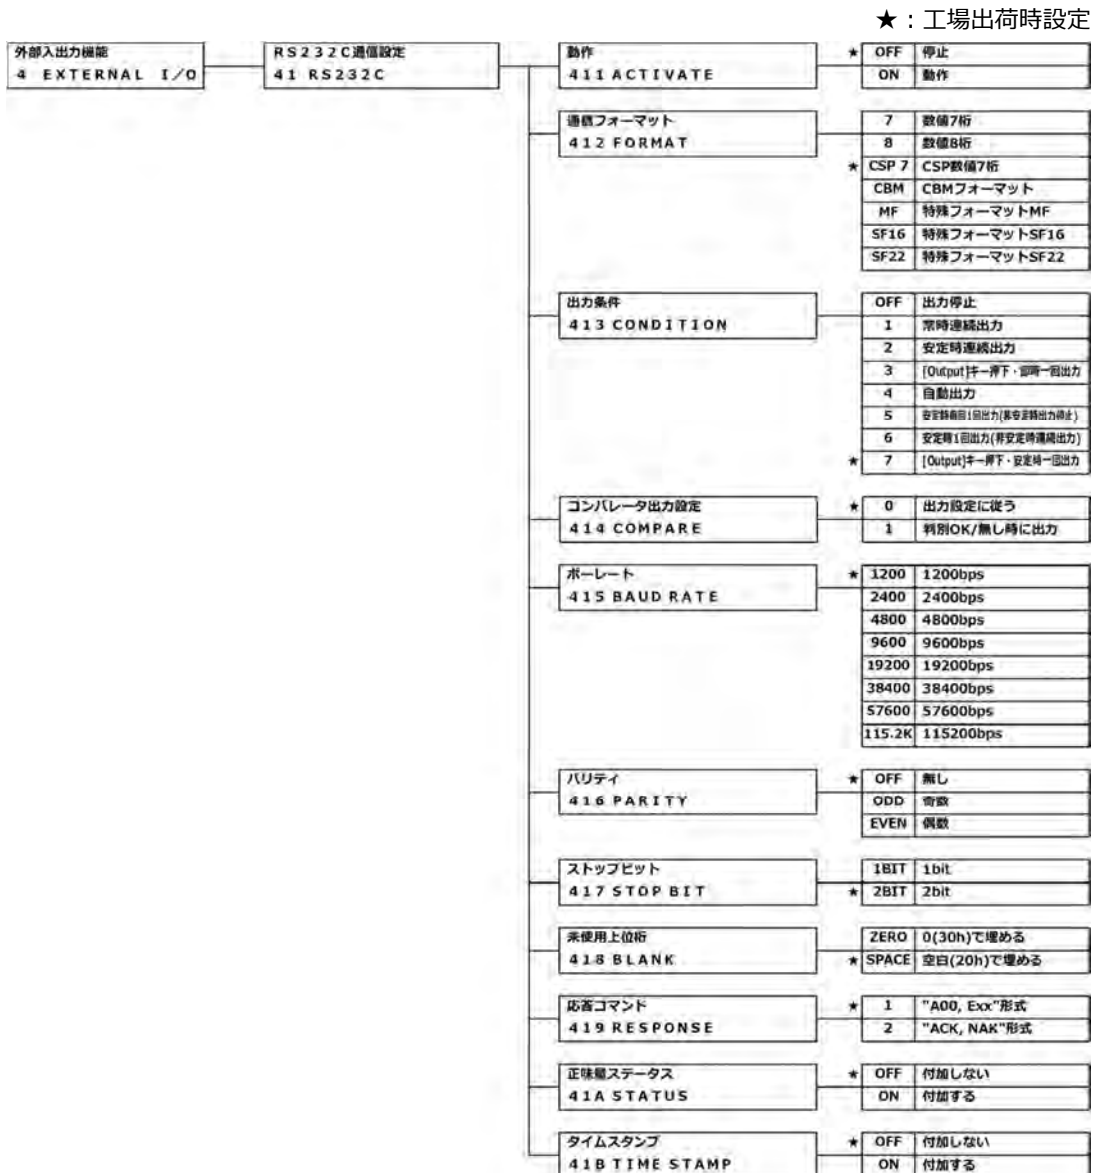 ★：工場出荷時設定
外部入出力機能
4 EXTERNAL I/O
RS232C通信設定
41 RS232C
動作
411 ACTIVATE
★ OFF 停止
ON 動作
通信フォーマット
412 FORMAT
7 数値7桁
8 数値8桁
★ CSP 7 CSP数値7桁
CBM CBMフォーマット
MF 特殊フォーマットMF
SF16 特殊フォーマットSF16
SF22 特殊フォーマットSF22
出力条件
413 CONDITION
OFF 出力停止
1 常時連続出力
2 安定時連続出力
3 [Output]キー押下・即時一回出力
4 自動出力
5 安定時毎回1回出力(非安定時出力停止)
6 安定時1回出力(非安定時連続出力)
★ 7 [Output]キー押下・安定時一回出力
コンパレータ出力設定
414 COMPARE
★ 0 出力設定に従う
1 判別OK/無し時に出力
ボーレート
415 BAUD RATE
★ 1200 1200bps
2400 2400bps
4800 4800bps
9600 9600bps
19200 19200bps
38400 38400bps
57600 57600bps
115.2K 115200bps
パリティ
416 PARITY
★ OFF 無し
ODD 奇数
EVEN 偶数
ストップビット
417 STOP BIT
1BIT 1bit
★ 2BIT 2bit
未使用上位桁
418 BLANK
ZERO 0(30h)で埋める
★ SPACE 空白(20h)で埋める
応答コマンド
419 RESPONSE
★ 1 "A00, Exx"形式
2 "ACK, NAK"形式
正味量ステータス
41A STATUS
★ OFF 付加しない
ON 付加する
タイムスタンプ
41B TIME STAMP
★ OFF 付加しない
ON 付加する